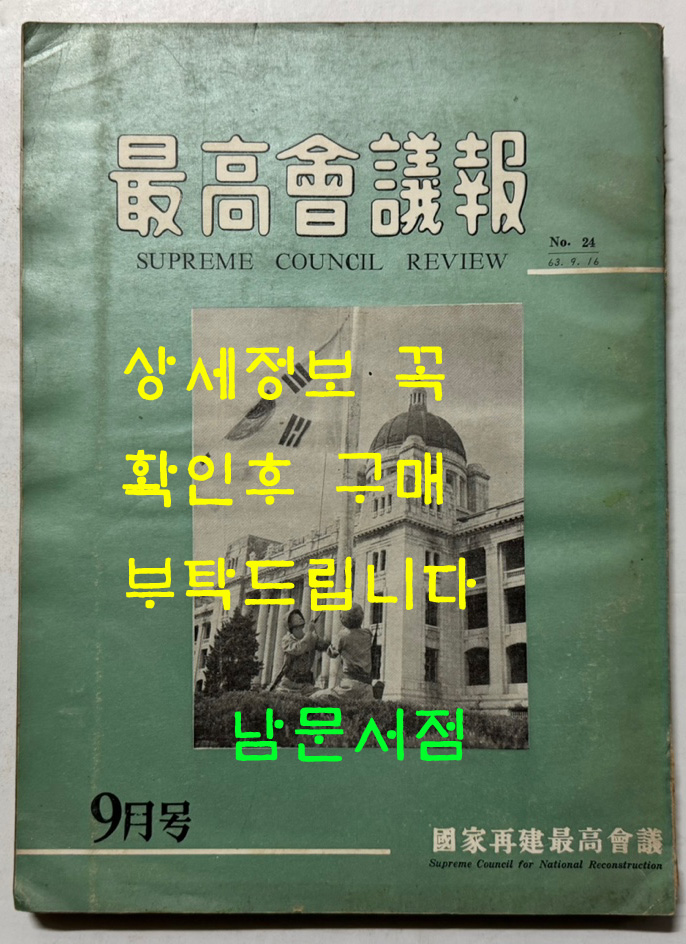 最高會議報
SUPREME COUNCIL REVIEW
No. 24
63. 9. 16
상세정보 꼭
확인후 구매
부탁드립니다
남문서점
9月号
國家再建最高會議
Supreme Council for National Reconstruction